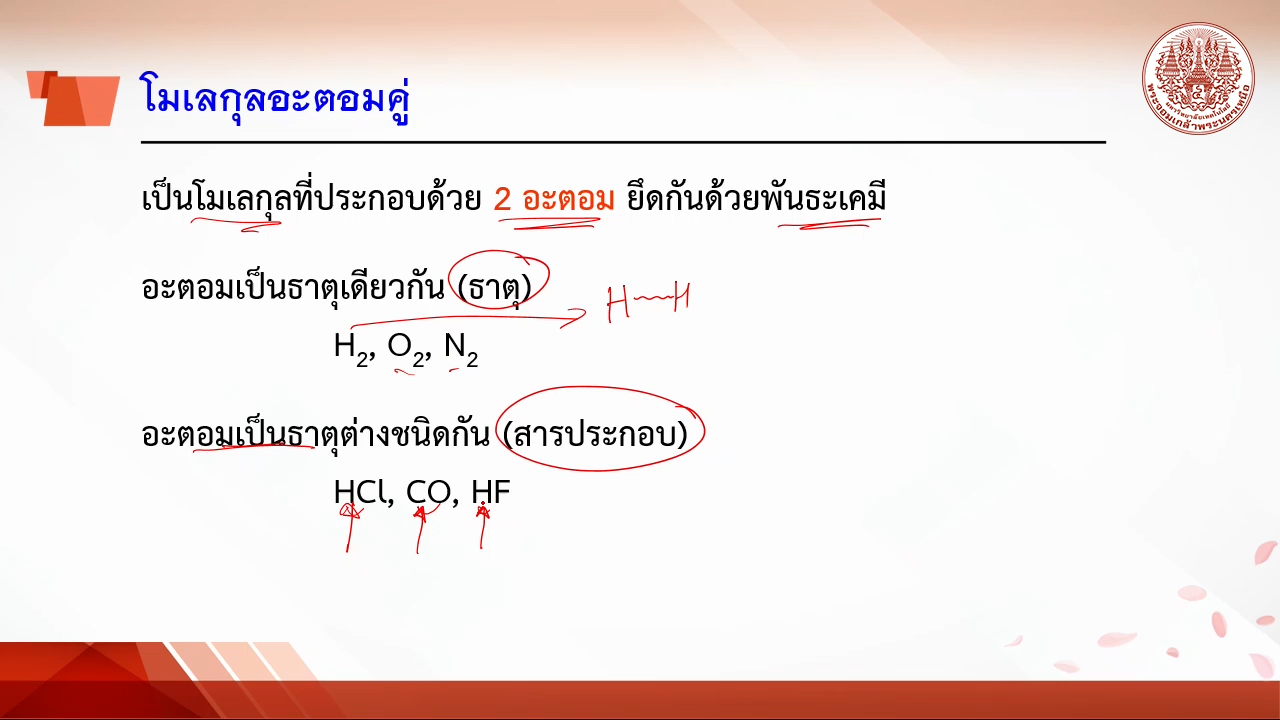 โมเลกุลอะตอมคู่
เป็นโมเลกุลที่ประกอบด้วย 2 อะตอม ยึดกันด้วยพันธะเคมี
อะตอมเป็นธาตุเดียวกัน (ธาตุ)
H—H
H₂, O₂, N₂
อะตอมเป็นธาตุต่างชนิดกัน (สารประกอบ)
HCl, CO, HF